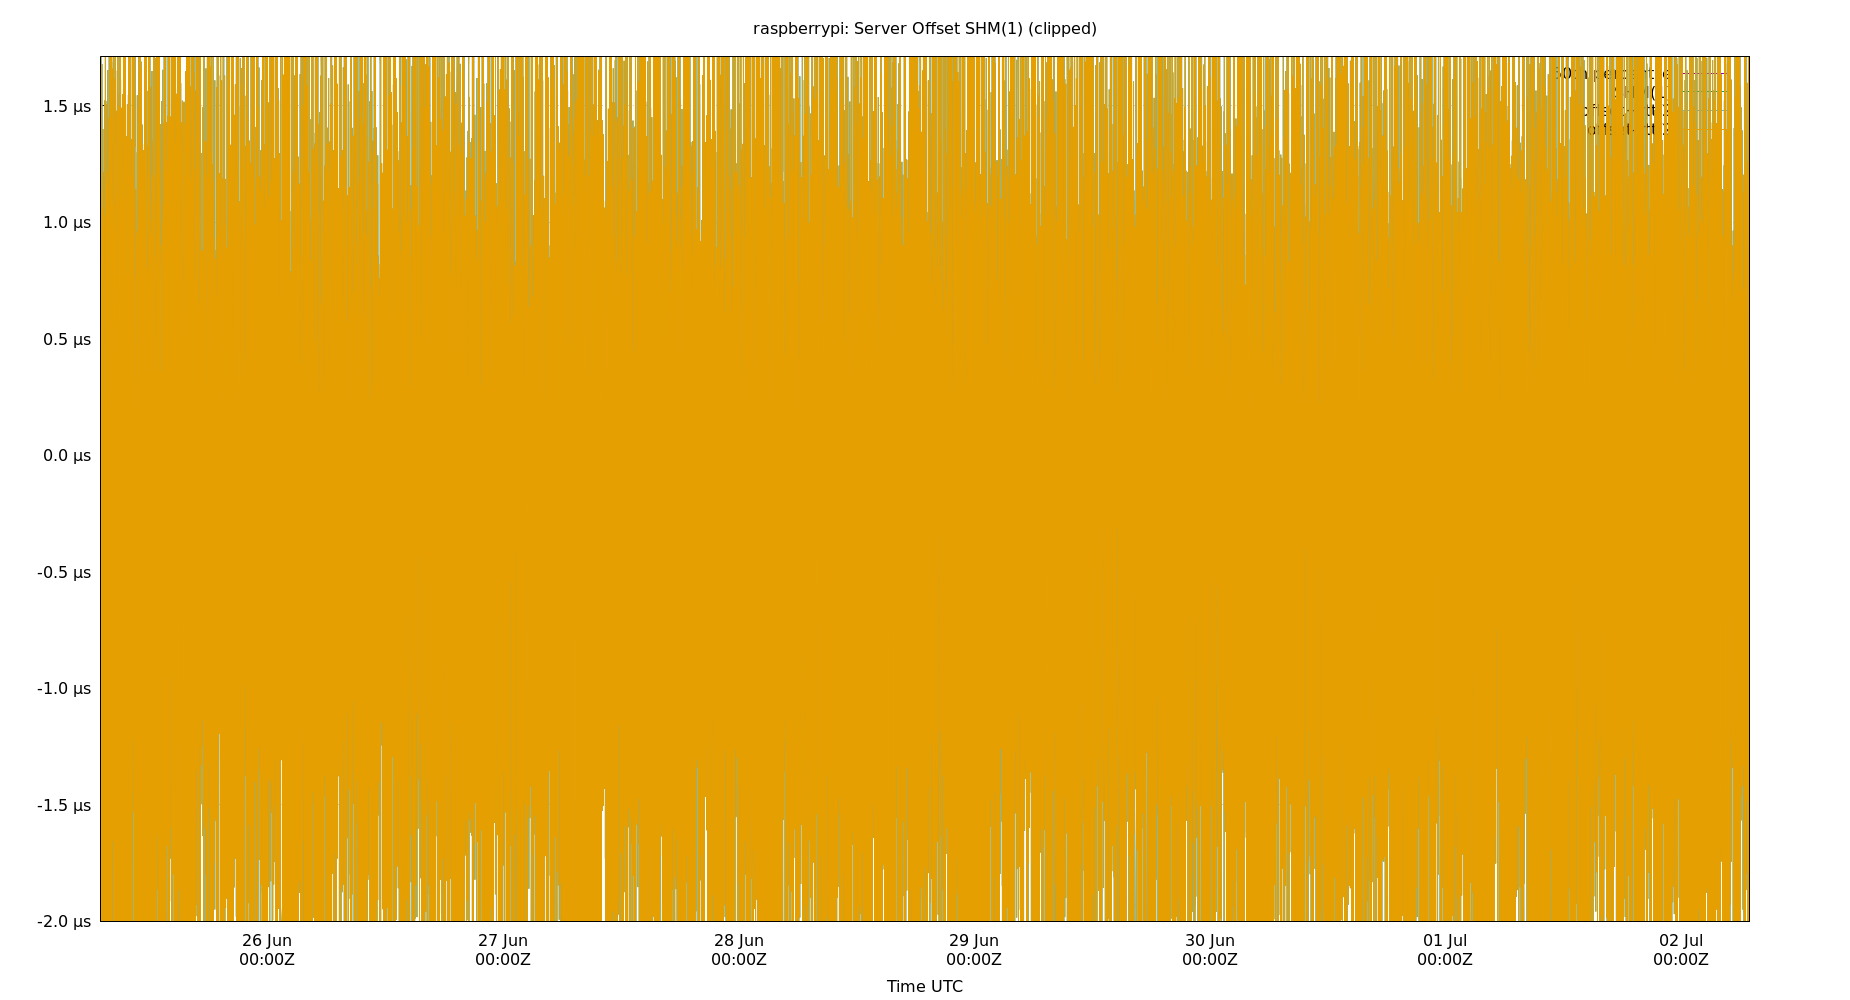 raspberrypi: Server Offset SHM(1) (clipped)
1.5 µs
1.0 µs
0.5 µs
0.0 µs
-0.5 µs
-1.0 µs
-1.5 µs
-2.0 µs
26 Jun 27 Jun 28 Jun 29 Jun 30 Jun 01 Jul 02 Jul
00:00Z 00:00Z 00:00Z 00:00Z 00:00Z 00:00Z 00:00Z
Time UTC